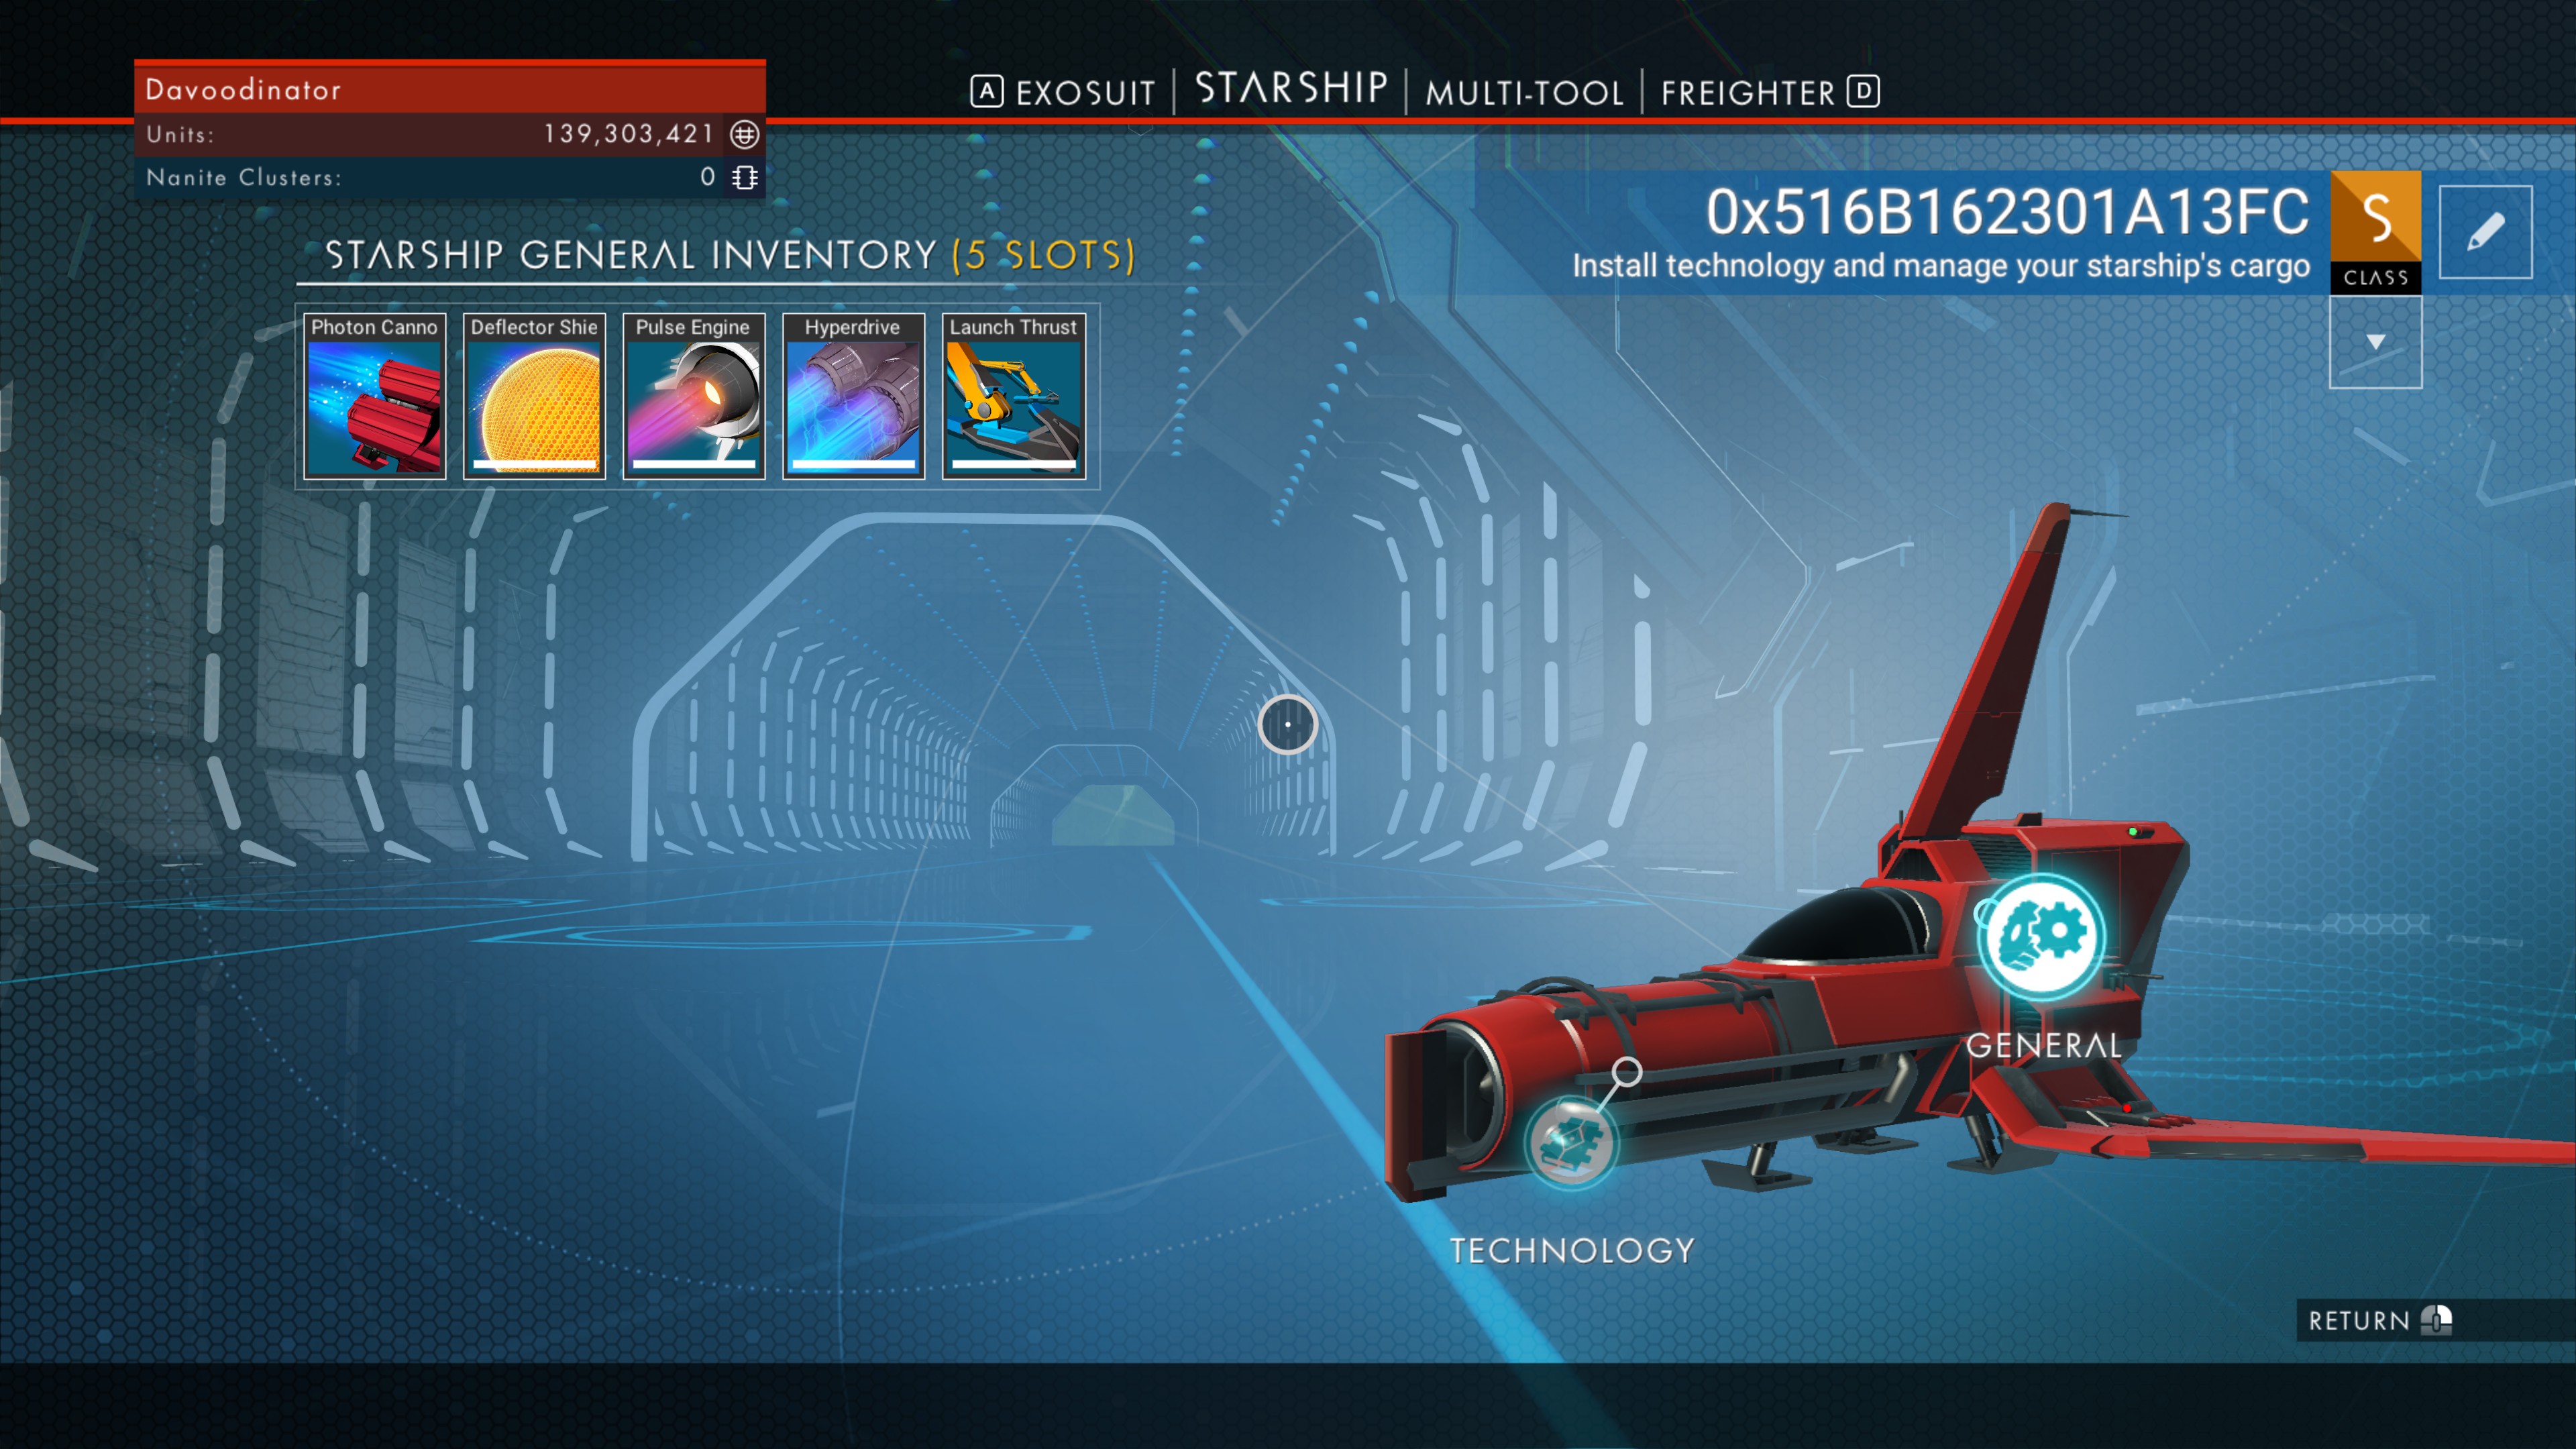 Davoodinator
Units: 139,303,421
Nanite Clusters: 0
A EXOSUIT STARSHIP MULTI-TOOL FREIGHTER D
0x516B162301A13FC
Install technology and manage your starship's cargo
S
CLASS
STARSHIP GENERAL INVENTORY (5 SLOTS)
Photon Canno Deflector Shie Pulse Engine Hyperdrive Launch Thrust
GENERAL
TECHNOLOGY
RETURN